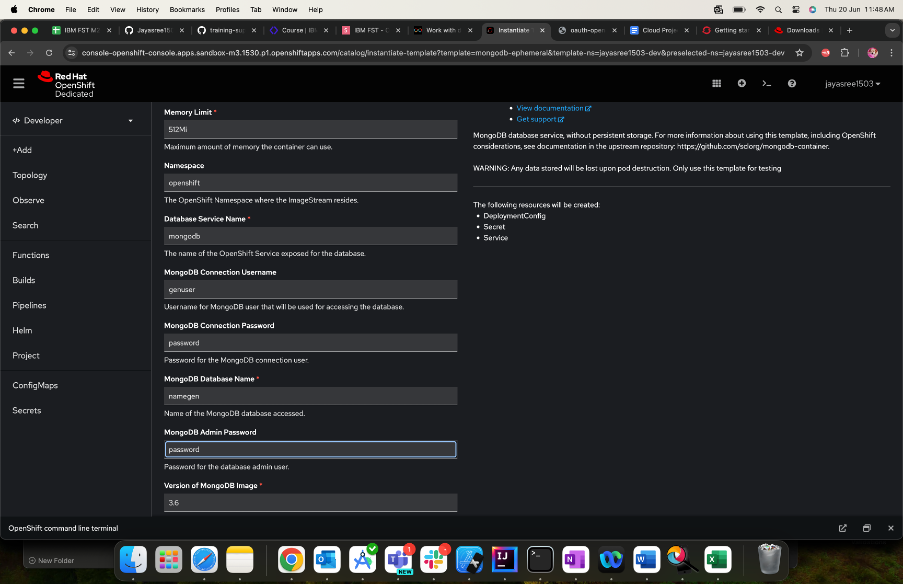 Chrome File Edit View History Bookmarks Profiles Tab Window Help
Thu 20 Jun 11:48 AM
IBM FST M3
Jayasree15
training-su
Course | IBM
IBM FST - C
Work with
Instantiate
oauth-open
Cloud Proje
Getting star
Downloads
console-openshift-console.apps.sandbox-m3.1530.p1.openshiftapps.com/catalog/instantiate-template?template=mongodb-ephemeral&template-ns=jayasree1503-dev&preselected-ns=jayasree1503-dev
Red Hat
OpenShift
Dedicated
jayasree1503
Developer
+Add
Topology
Observe
Search
Functions
Builds
Pipelines
Helm
Project
ConfigMaps
Secrets
Memory Limit *
512Mi
Maximum amount of memory the container can use.
Namespace
openshift
The OpenShift Namespace where the ImageStream resides.
Database Service Name *
mongodb
The name of the OpenShift Service exposed for the database.
MongoDB Connection Username
genuser
Username for MongoDB user that will be used for accessing the database.
MongoDB Connection Password
password
Password for the MongoDB connection user.
MongoDB Database Name *
namegen
Name of the MongoDB database accessed.
MongoDB Admin Password
password
Password for the database admin user.
Version of MongoDB Image *
3.6
View documentation
Get support
MongoDB database service, without persistent storage. For more information about using this template, including OpenShift
considerations, see documentation in the upstream repository: https://github.com/sclorg/mongodb-container.
WARNING: Any data stored will be lost upon pod destruction. Only use this template for testing
The following resources will be created:
DeploymentConfig
Secret
Service
OpenShift command line terminal
New Folder
NEW